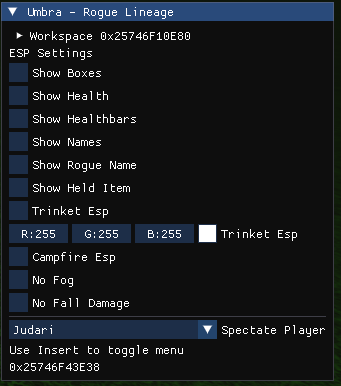 Umbra - Rogue Lineage
Workspace 0x25746F10E80
ESP Settings
Show Boxes
Show Health
Show Healthbars
Show Names
Show Rogue Name
Show Held Item
Trinket Esp
R:255 G:255 B:255 Trinket Esp
Campfire Esp
No Fog
No Fall Damage
Judari Spectate Player
Use Insert to toggle menu
0x25746F43E38